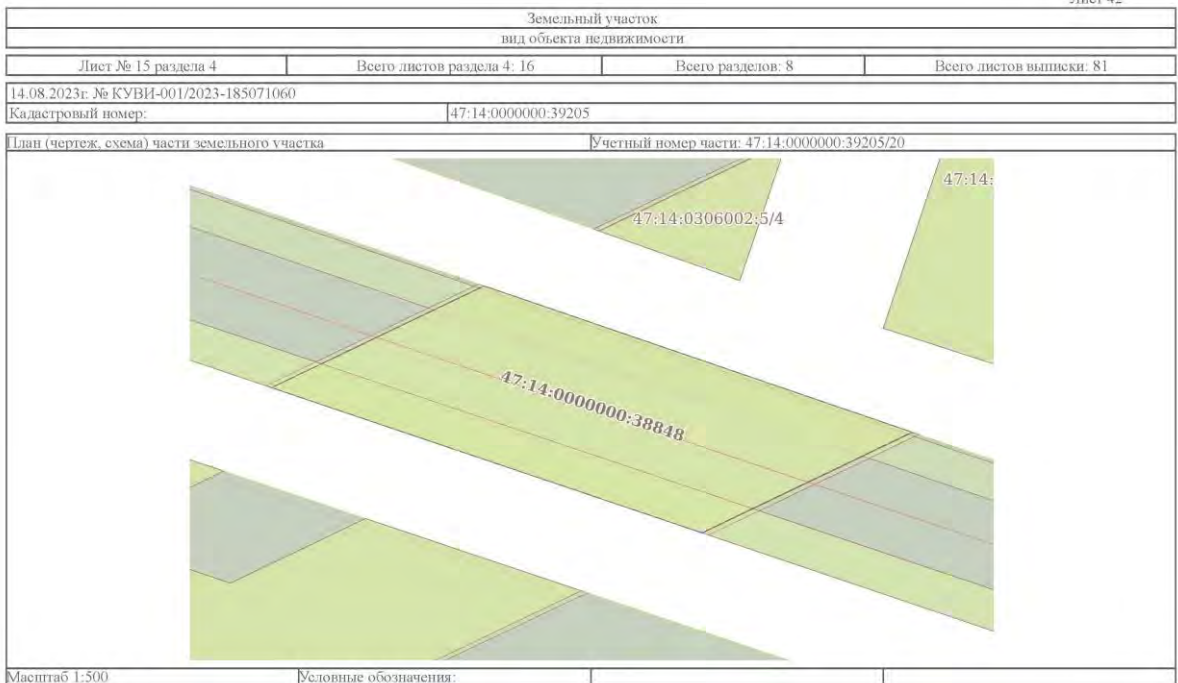 Лист 42
Земельный участок
вид объекта недвижимости
Лист № 15 раздела 4 Всего листов раздела 4: 16 Всего разделов: 8 Всего листов выписки: 81
14.08.2023г. № КУВИ-001/2023-185071060
Кадастровый номер: 47:14:0000000:39205
План (чертеж, схема) части земельного участка Учетный номер части: 47:14:0000000:39205/20
47:14:
47:14:0306002:5/4
47:14:0000000:38848
Масштаб 1:500 Условные обозначения: